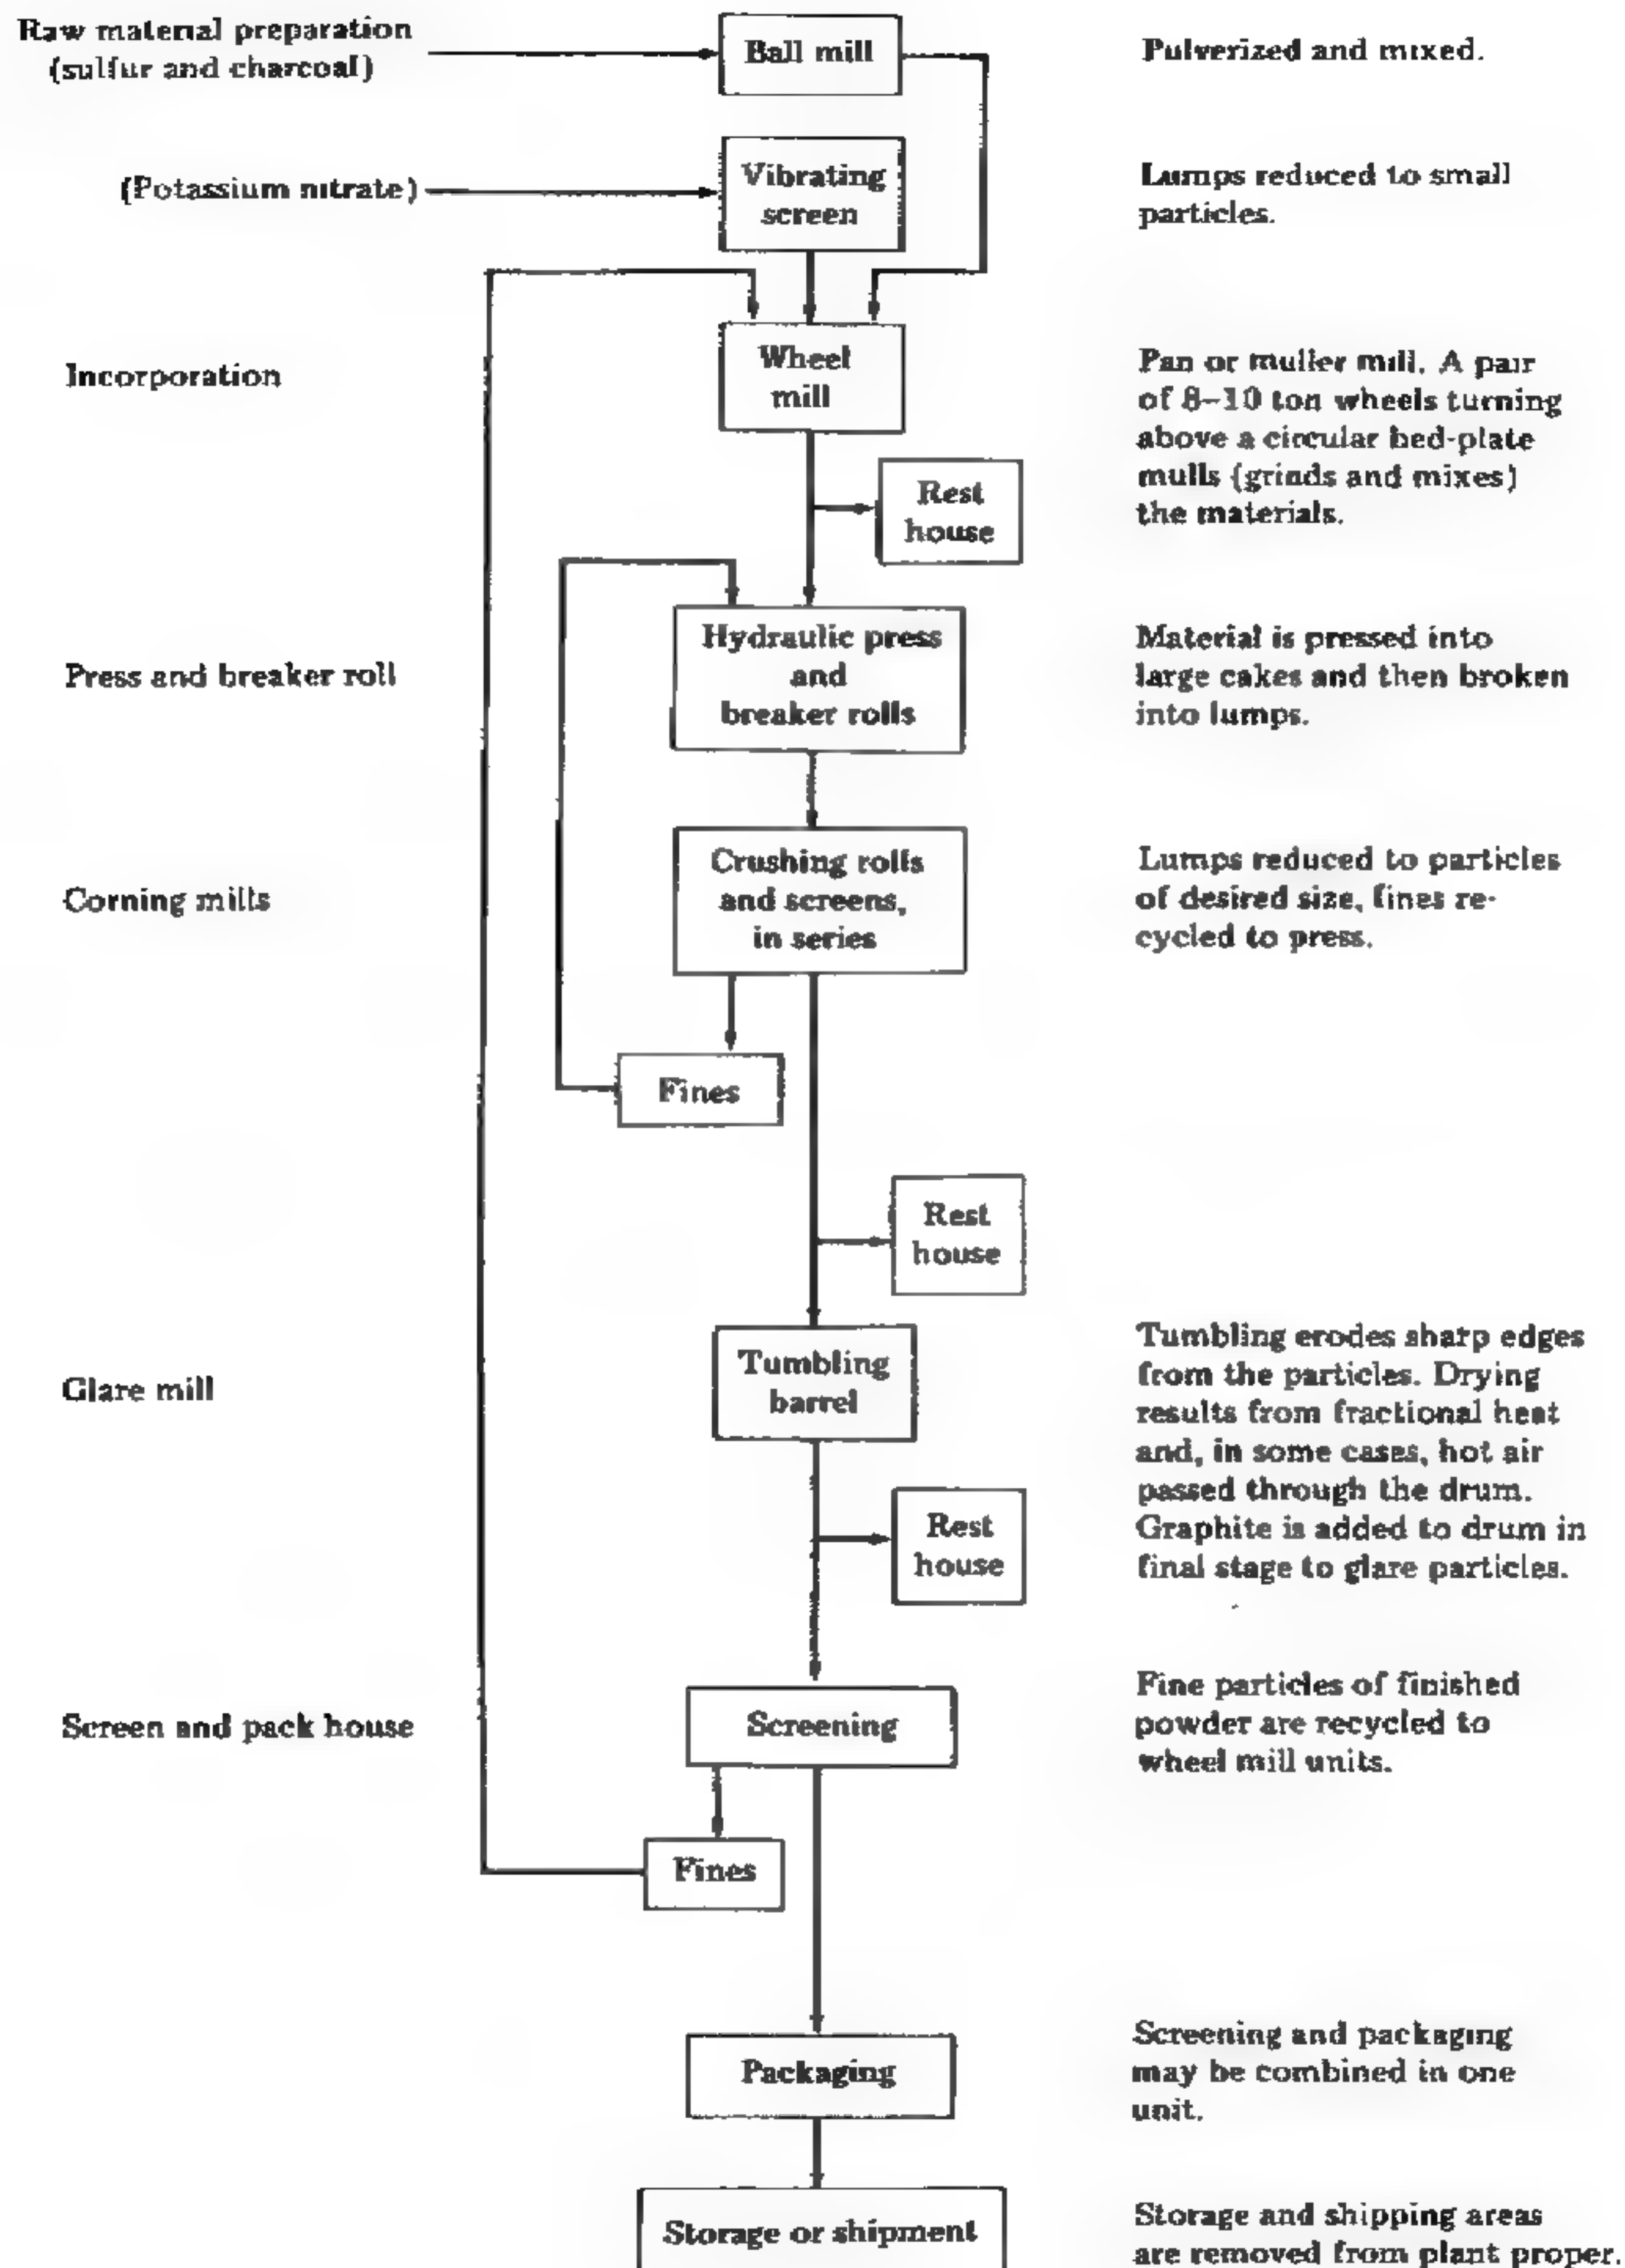 Raw material preparation
(sulfur and charcoal)
Ball mill
Pulverized and mixed.
(Potassium nitrate)
Vibrating
screen
Lumps reduced to small
particles.
Incorporation
Wheel
mill
Pan or muller mill. A pair
of 8–10 ton wheels turning
above a circular bed-plate
mulls (grinds and mixes)
the materials.
Rest
house
Press and breaker roll
Hydraulic press
and
breaker rolls
Material is pressed into
large cakes and then broken
into lumps.
Corning mills
Crushing rolls
and screens,
in series
Lumps reduced to particles
of desired size, fines re-
cycled to press.
Fines
Rest
house
Glare mill
Tumbling
barrel
Tumbling erodes sharp edges
from the particles. Drying
results from fractional heat
and, in some cases, hot air
passed through the drum.
Graphite is added to drum in
final stage to glare particles.
Rest
house
Screen and pack house
Screening
Fine particles of finished
powder are recycled to
wheel mill units.
Fines
Packaging
Screening and packaging
may be combined in one
unit.
Storage or shipment
Storage and shipping areas
are removed from plant proper.